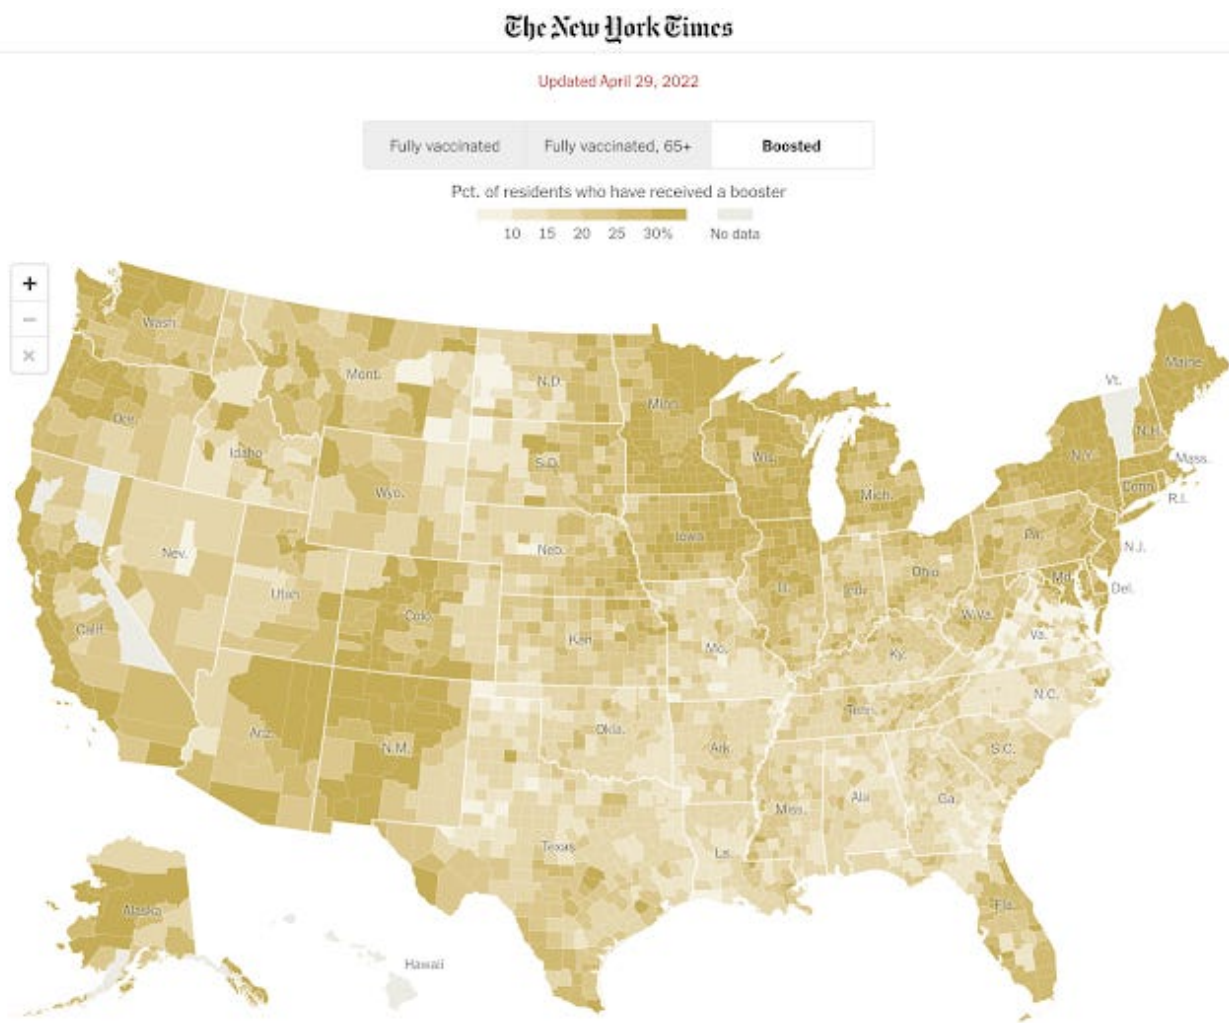 The New York Times
Updated April 29, 2022
Fully vaccinated
Fully vaccinated, 65+
Boosted
Pct. of residents who have received a booster
10 15 20 25 30% No data
+
−
×
Wash.
Mont.
N.D.
Minn.
Maine
Vt.
Ore.
Idaho
S.D.
Wis.
N.H.
N.Y.
Mass.
Wyo.
Mich.
Conn.
R.I.
Nev.
Neb.
Iowa
Pa.
N.J.
Utah
Ill.
Ind.
Ohio
Md.
Del.
Calif.
Colo.
Kan.
Mo.
W.Va.
Va.
Ky.
N.C.
Ariz.
N.M.
Okla.
Ark.
Tenn.
S.C.
Miss.
Ala.
Ga.
Texas
La.
Fla.
Alaska
Hawaii